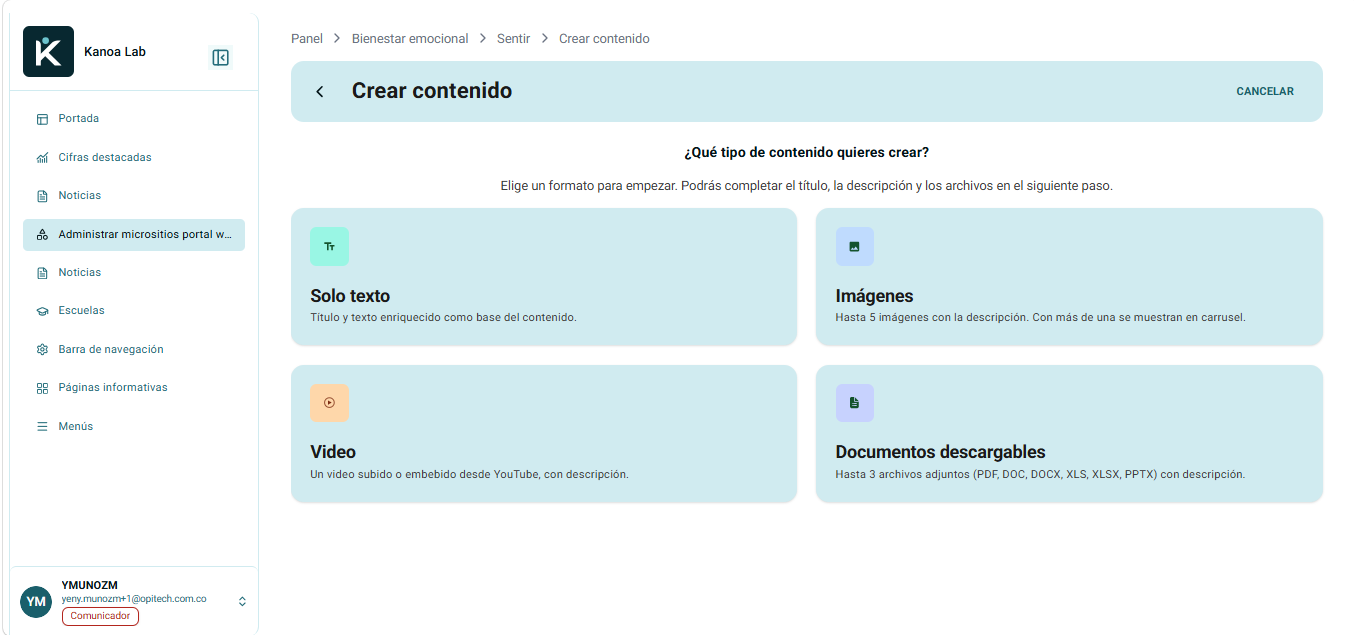 Kanoa Lab
Portada
Cifras destacadas
Noticias
Administrar micrositios portal w...
Noticias
Escuelas
Barra de navegación
Páginas informativas
Menús
YM
YMUNOZM
yeny.munozm+1@opitech.com.co
Comunicador
Panel > Bienestar emocional > Sentir > Crear contenido
Crear contenido
CANCELAR
¿Qué tipo de contenido quieres crear?
Elige un formato para empezar. Podrás completar el título, la descripción y los archivos en el siguiente paso.
Tr
Solo texto
Título y texto enriquecido como base del contenido.
Imágenes
Hasta 5 imágenes con la descripción. Con más de una se muestran en carrusel.
Video
Un video subido o embebido desde YouTube, con descripción.
Documentos descargables
Hasta 3 archivos adjuntos (PDF, DOC, DOCX, XLS, XLSX, PPTX) con descripción.